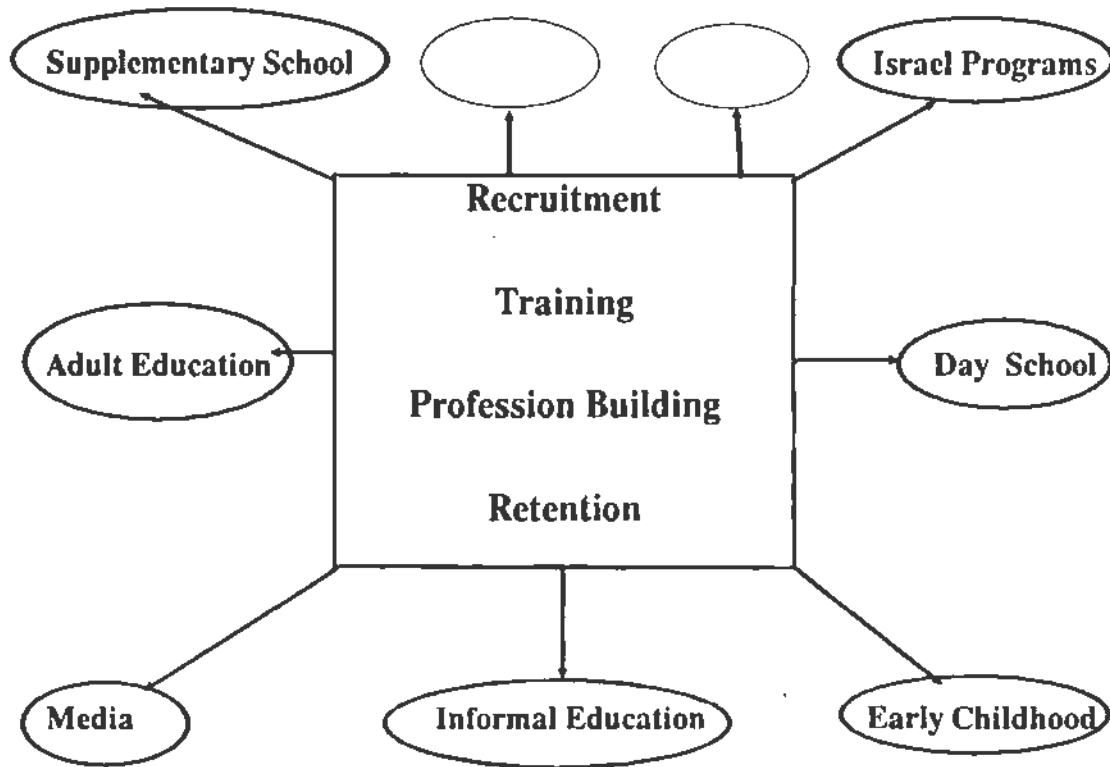 Supplementary School
Israel Programs
Recruitment
Training
Adult Education
Day School
Profession Building
Retention
Media
Informal Education
Early Childhood